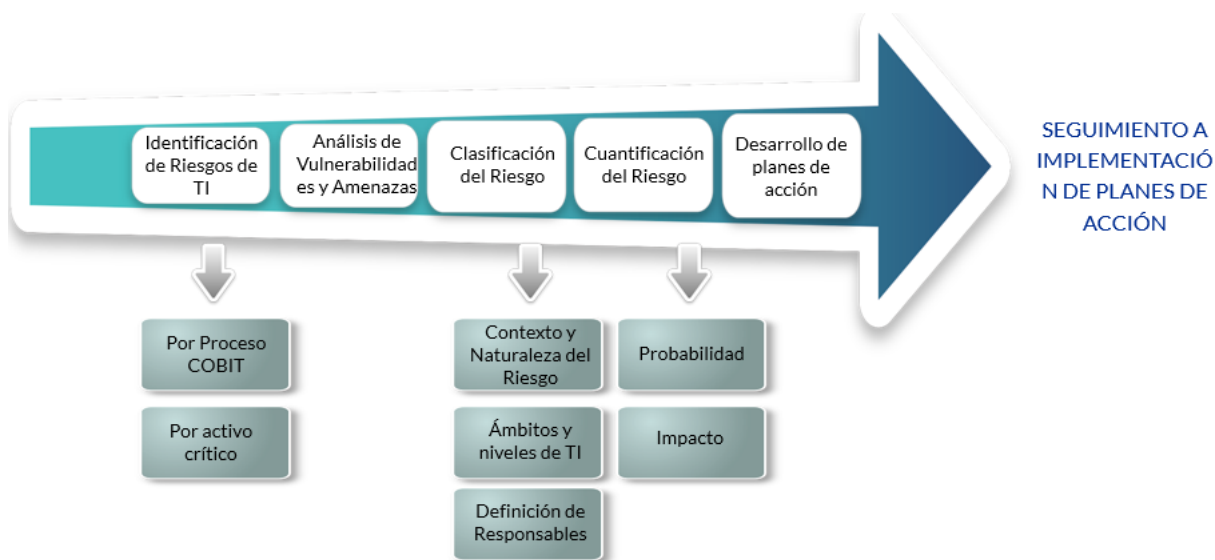 Identificación
de Riesgos de
TI
Análisis de
Vulnerabilidad
es y Amenazas
Clasificación
del Riesgo
Cuantificación
del Riesgo
Desarrollo de
planes de
acción
SEGUIMIENTO A
IMPLEMENTACIÓ
N DE PLANES DE
ACCIÓN
Por Proceso
COBIT
Por activo
crítico
Contexto y
Naturaleza del
Riesgo
Ámbitos y
niveles de TI
Definición de
Responsables
Probabilidad
Impacto